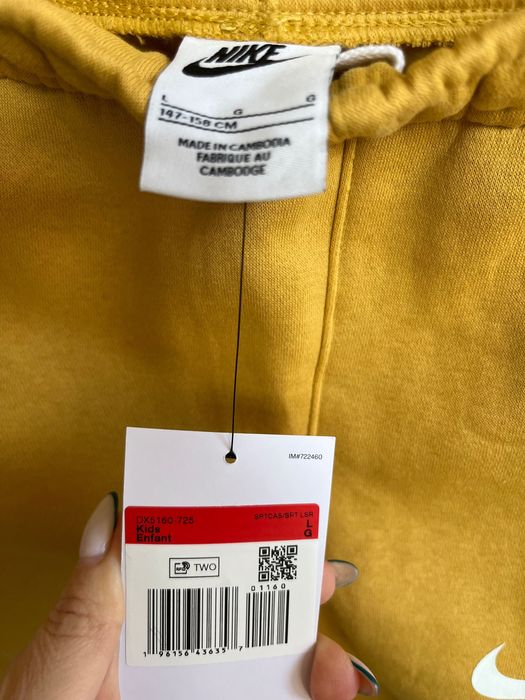 NIKE
L G G
147-158 CM
MADE IN CAMBODIA
FABRIQUE AU
CAMBODGE
IM#722460
DX5160 725 SPTCAS/SPT LSR
Kids L
Enfant G
TWO
01160
1 96156 43635 7